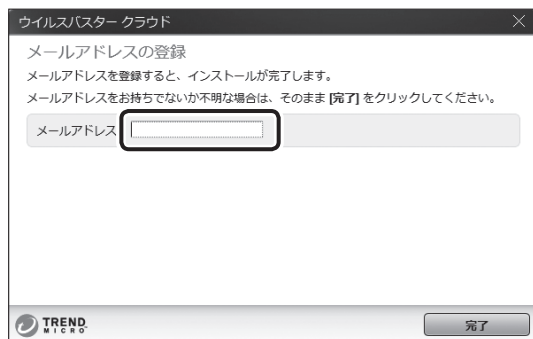 ウイルスバスター クラウド
メールアドレスの登録
メールアドレスを登録すると、インストールが完了します。
メールアドレスをお持ちでないか不明な場合は、そのまま [完了] をクリックしてください。
メールアドレス
TREND
MICRO
完了